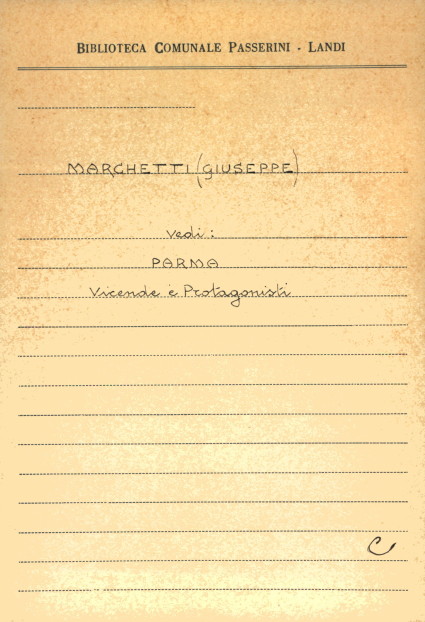 BIBLIOTECA COMUNALE PASSERINI - LANDI
MARCHETTI (GIUSEPPE)
Vedi:
PARMA
Vicende è Protagonisti
C